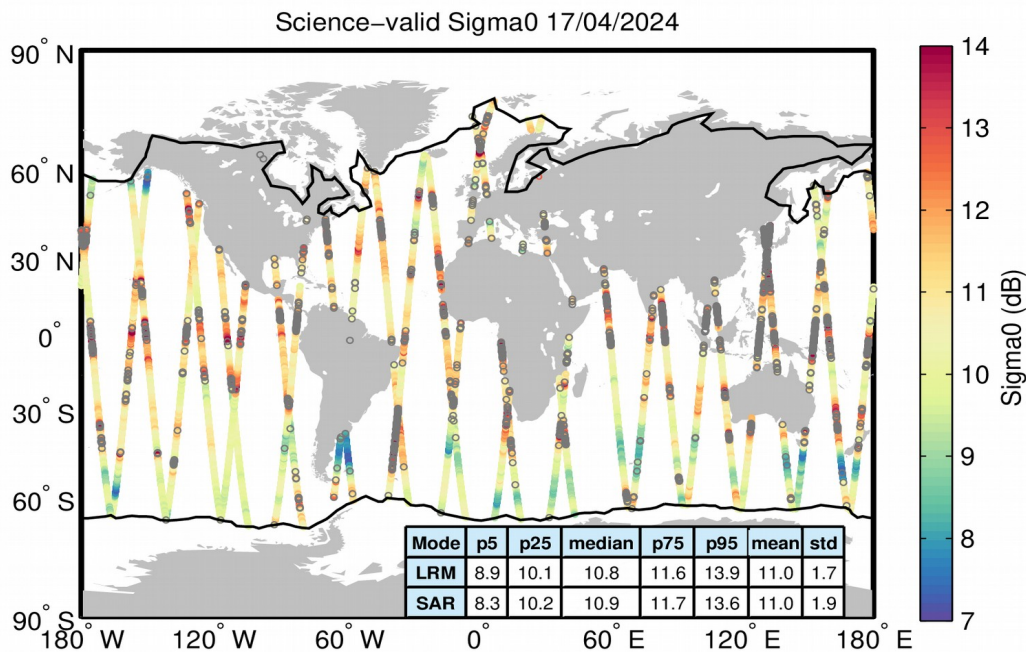 Science−valid Sigma0 17/04/2024
90° N
60° N
30° N
0°
30° S
60° S
90° S
180° W
120° W
60° W
0°
60° E
120° E
180° E
Mode p5 p25 median p75 p95 mean std
LRM 8.9 10.1 10.8 11.6 13.9 11.0 1.7
SAR 8.3 10.2 10.9 11.7 13.6 11.0 1.9
14
13
12
11
10
9
8
7
Sigma0 (dB)